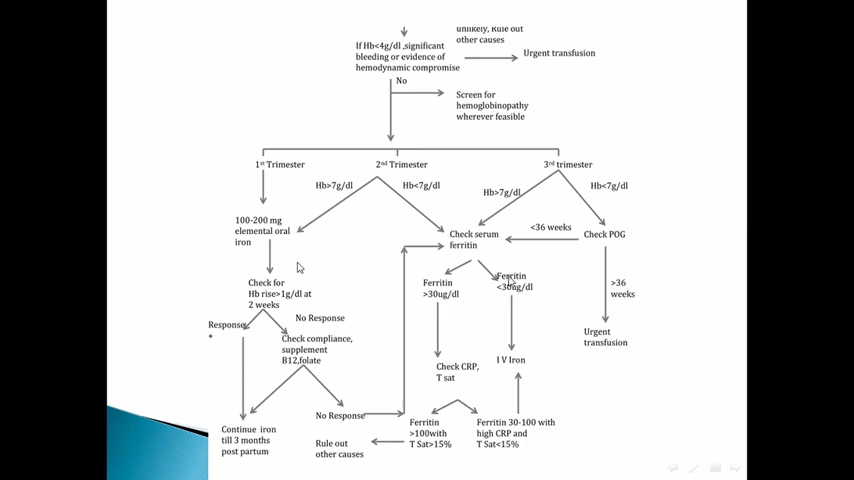 unlikely, Rule out
other causes
If Hb<4g/dl ,significant
bleeding or evidence of
hemodynamic compromise
Urgent transfusion
No
Screen for
hemoglobinopathy
wherever feasible
1st Trimester
2nd Trimester
3rd trimester
Hb>7g/dl
Hb<7g/dl
Hb>7g/dl
Hb<7g/dl
100-200 mg
elemental oral
iron
Check serum
ferritin
<36 weeks
Check POG
Check for
Hb rise>1g/dl at
2 weeks
Ferritin
>30ug/dl
Ferritin
<30ug/dl
>36
weeks
Response
+
No Response
Check compliance,
supplement
B12,folate
Urgent
transfusion
Check CRP,
T sat
I V Iron
No Response
Continue iron
till 3 months
post partum
Rule out
other causes
Ferritin
>100with
T Sat>15%
Ferritin 30-100 with
high CRP and
T Sat<15%